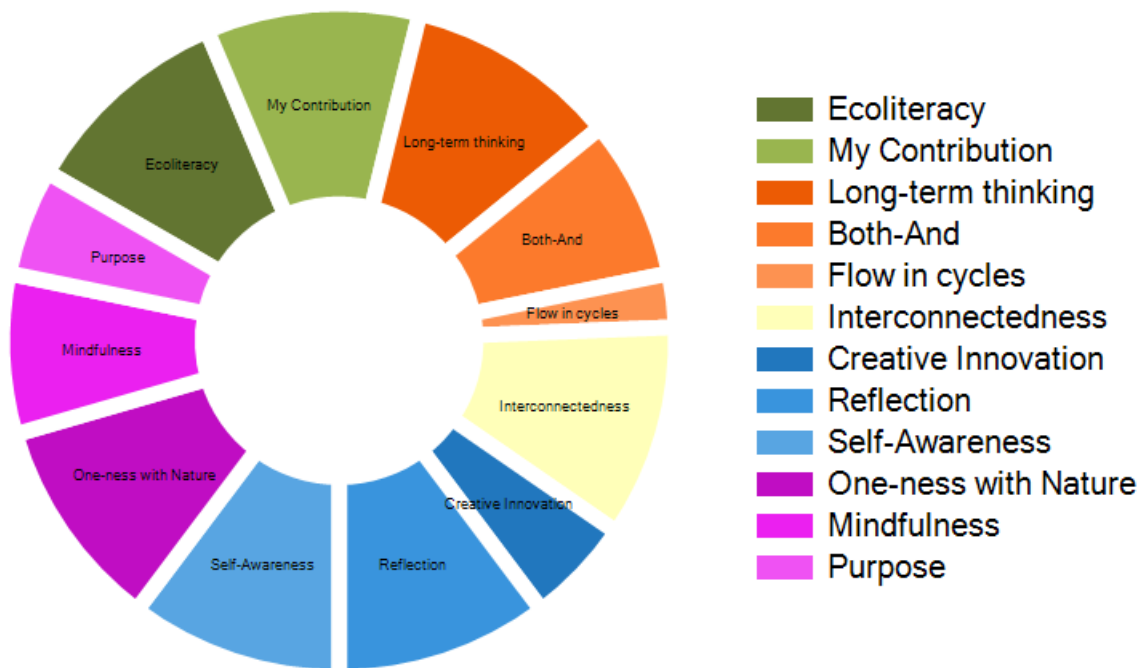 My Contribution
Long-term thinking
Ecoliteracy
Both-And
Purpose
Flow in cycles
Mindfulness
Interconnectedness
One-ness with Nature
Creative Innovation
Self-Awareness
Reflection
Ecoliteracy
My Contribution
Long-term thinking
Both-And
Flow in cycles
Interconnectedness
Creative Innovation
Reflection
Self-Awareness
One-ness with Nature
Mindfulness
Purpose